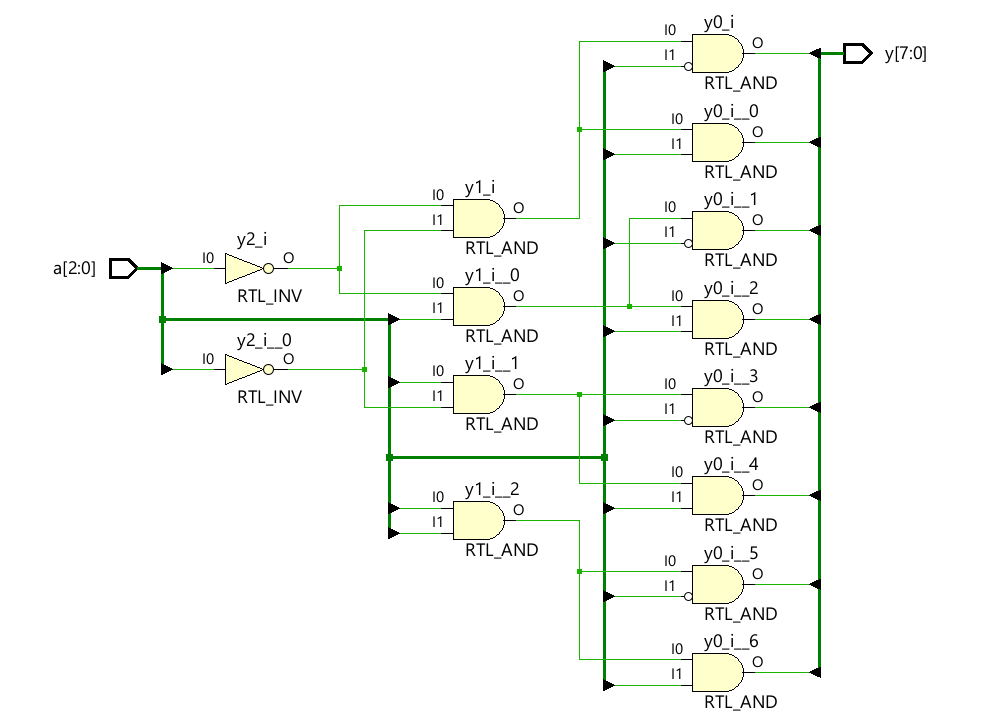 a[2:0]
y2_i
I0
O
RTL_INV
y2_i__0
I0
O
RTL_INV
y1_i
I0
I1
O
RTL_AND
y1_i__0
I0
I1
O
RTL_AND
y1_i__1
I0
I1
O
RTL_AND
y1_i__2
I0
I1
O
RTL_AND
y0_i
I0
I1
O
RTL_AND
y0_i__0
I0
I1
O
RTL_AND
y0_i__1
I0
I1
O
RTL_AND
y0_i__2
I0
I1
O
RTL_AND
y0_i__3
I0
I1
O
RTL_AND
y0_i__4
I0
I1
O
RTL_AND
y0_i__5
I0
I1
O
RTL_AND
y0_i__6
I0
I1
O
RTL_AND
y[7:0]